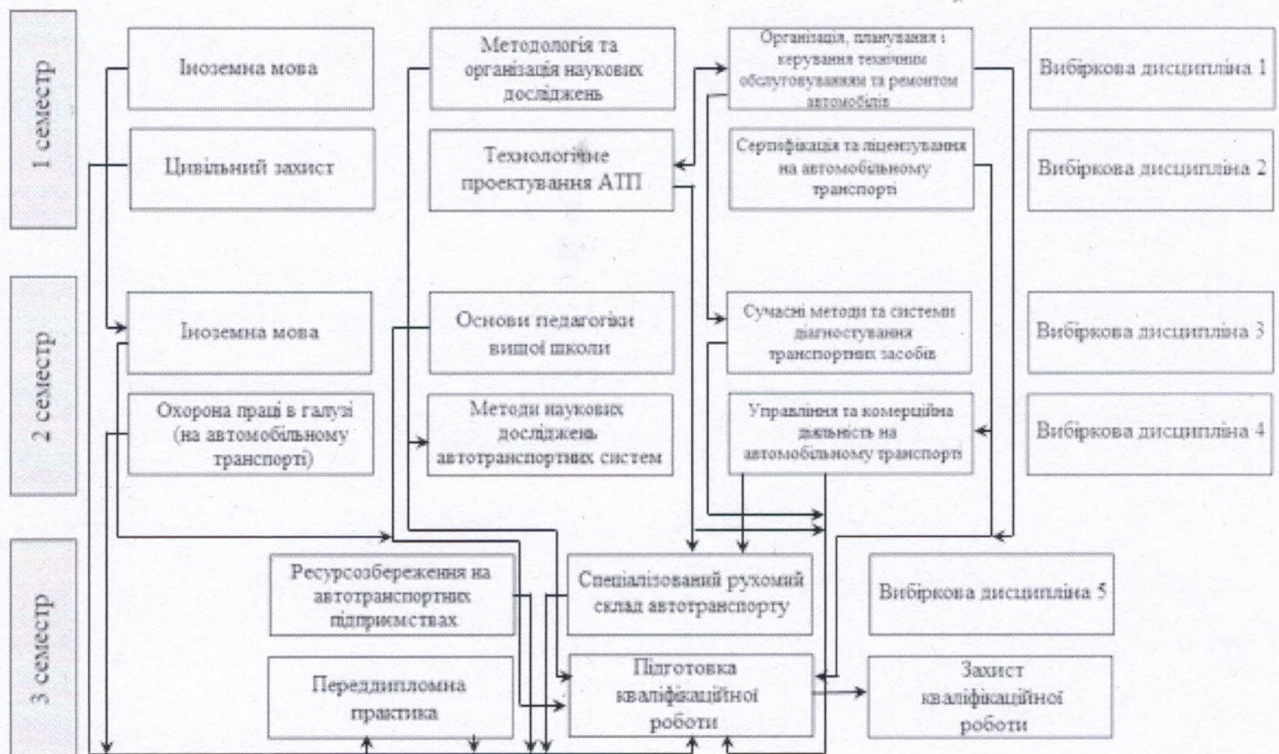 1 семестр
Іноземна мова
Методологія та
організація наукових
досліджень
Організація, планування і
керування технічним
обслуговуванням та ремонтом
автомобілів
Вибіркова дисципліна 1
Цивільний захист
Технологічне
проектування АТП
Сертифікація та ліцензування
на автомобільному
транспорті
Вибіркова дисципліна 2
2 семестр
Іноземна мова
Основи педагогіки
вищої школи
Сучасні методи та системи
діагностування
транспортних засобів
Вибіркова дисципліна 3
Охорона праці в галузі
(на автомобільному
транспорті)
Методи наукових
досліджень
автотранспортних систем
Управління та комерційна
діяльність на
автомобільному транспорті
Вибіркова дисципліна 4
3 семестр
Ресурсозбереження на
автотранспортних
підприємствах
Спеціалізований рухомий
склад автотранспорту
Вибіркова дисципліна 5
Переддипломна
практика
Підготовка
кваліфікаційної
роботи
Захист
кваліфікаційної
роботи